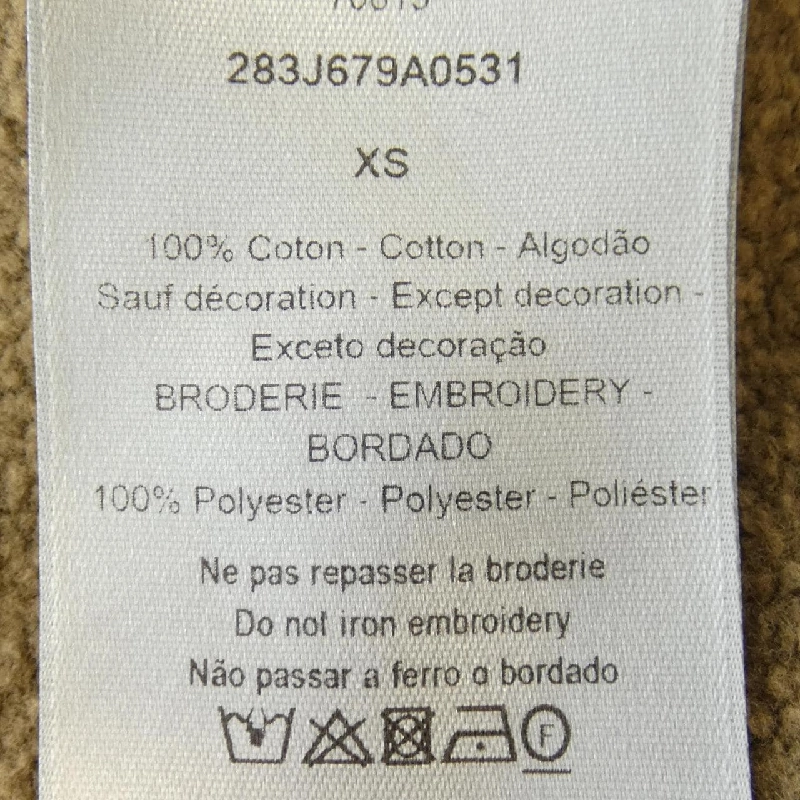 283J679A0531
XS
100% Coton - Cotton - Algodão
Sauf décoration - Except decoration -
Exceto decoração
BRODERIE - EMBROIDERY -
BORDADO
100% Polyester - Polyester - Poliéster
Ne pas repasser la broderie
Do not iron embroidery
Não passar a ferro o bordado
F